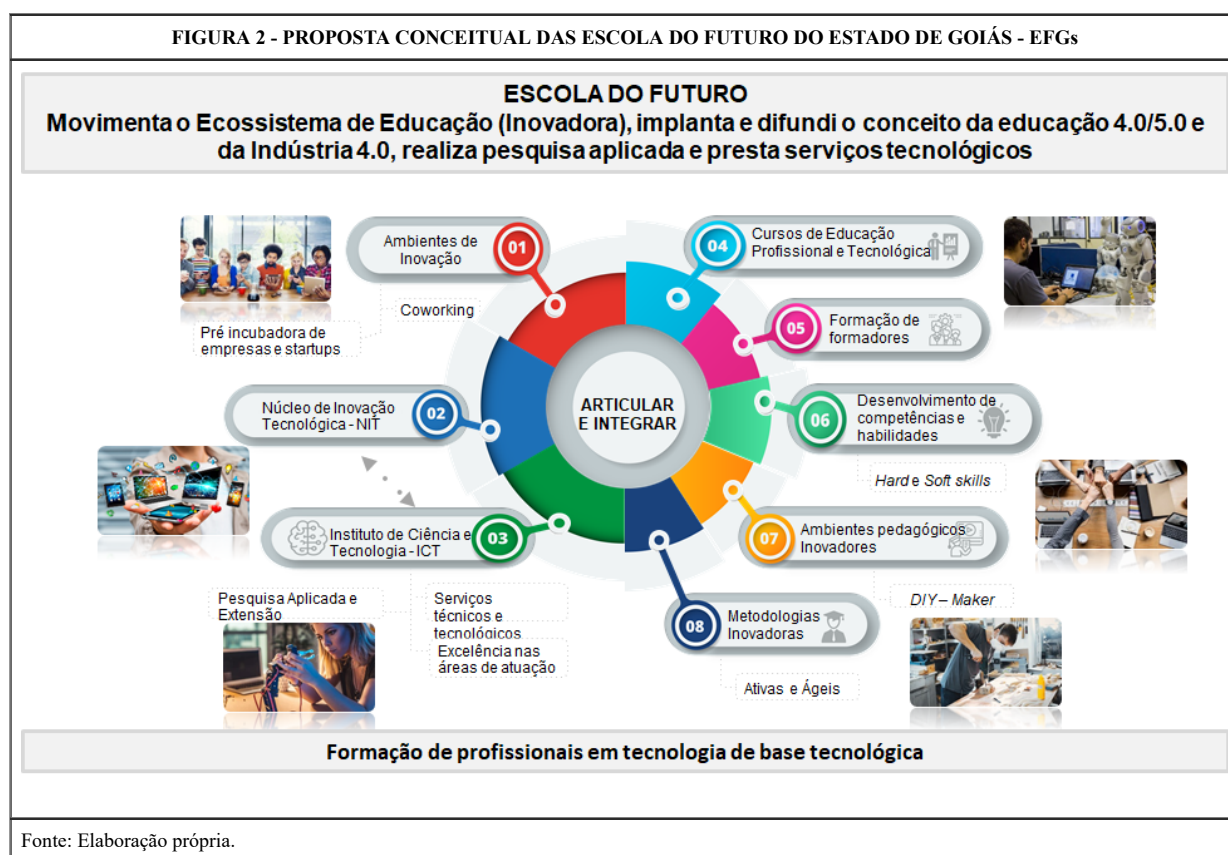 FIGURA 2 - PROPOSTA CONCEITUAL DAS ESCOLA DO FUTURO DO ESTADO DE GOIÁS - EFGs
ESCOLA DO FUTURO
Movimenta o Ecossistema de Educação (Inovadora), implanta e difundi o conceito da educação 4.0/5.0 e
da Indústria 4.0, realiza pesquisa aplicada e presta serviços tecnológicos
Ambientes de
Inovação
01
Coworking
Pré incubadora de
empresas e startups
Núcleo de Inovação
Tecnológica - NIT
02
Instituto de Ciência e
Tecnologia - ICT
03
Pesquisa Aplicada e
Extensão
Serviços
técnicos e
tecnológicos
Excelência nas
áreas de atuação
ARTICULAR
E INTEGRAR
04
Cursos de Educação
Profissional e Tecnológica
05
Formação de
formadores
06
Desenvolvimento de
competências e
habilidades
Hard e Soft skills
07
Ambientes pedagógicos
Inovadores
DIY – Maker
08
Metodologias
Inovadoras
Ativas e Ágeis
Formação de profissionais em tecnologia de base tecnológica
Fonte: Elaboração própria.